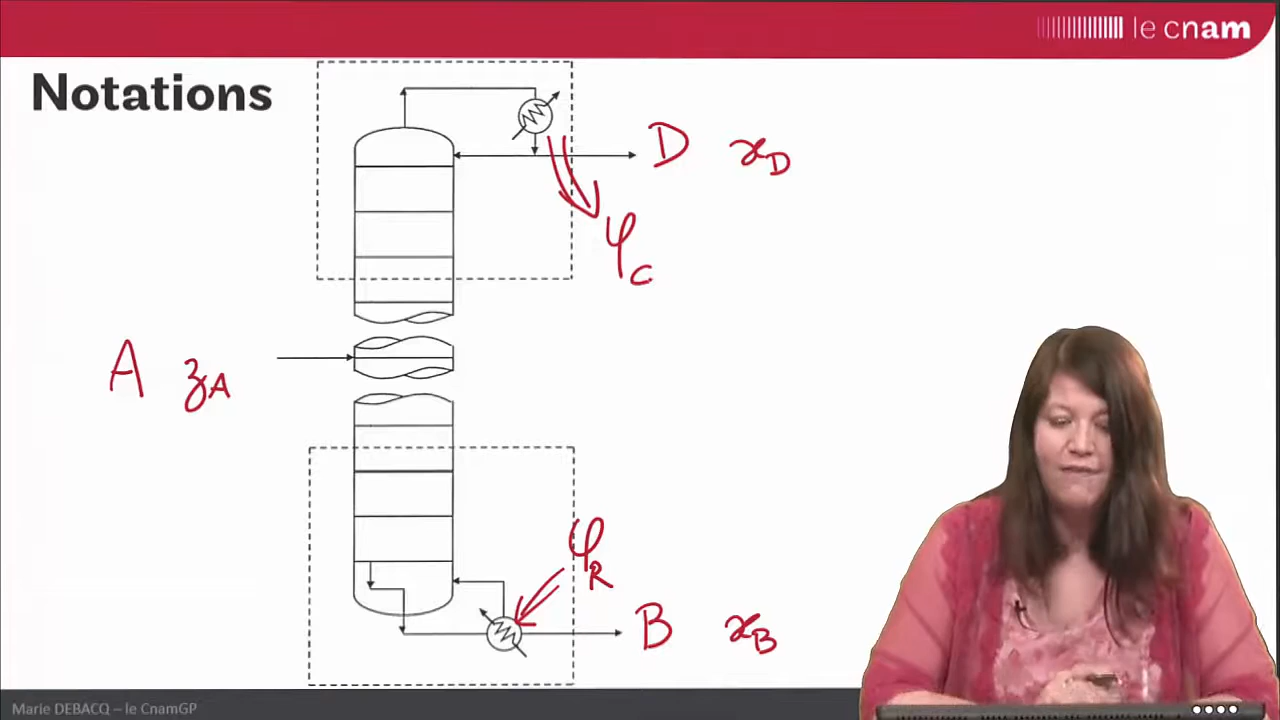 le cnam
Notations
D x_D
φ_C
A z_A
φ_R
B x_B
Marie DEBACQ – le CnamGP